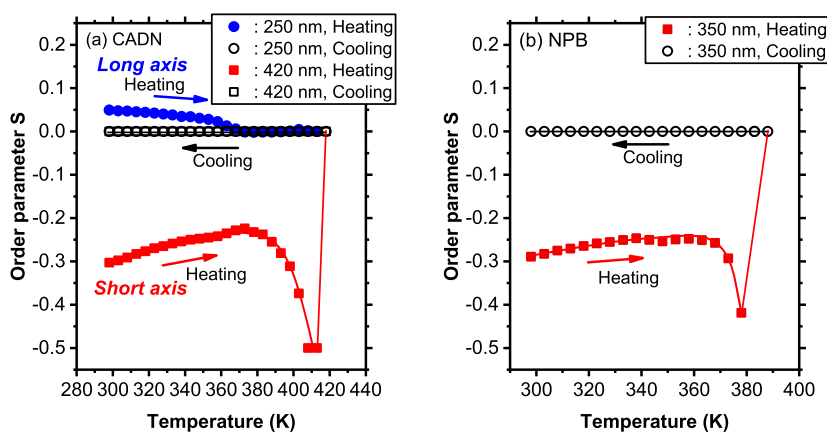 (a) CADN
: 250 nm, Heating
: 250 nm, Cooling
: 420 nm, Heating
: 420 nm, Cooling
Long axis
Heating
Cooling
Heating
Short axis
0.2
0.1
0.0
-0.1
-0.2
-0.3
-0.4
-0.5
Order parameter S
280 300 320 340 360 380 400 420 440
Temperature (K)
(b) NPB
: 350 nm, Heating
: 350 nm, Cooling
Cooling
Heating
0.2
0.1
0.0
-0.1
-0.2
-0.3
-0.4
-0.5
Order parameter S
300 320 340 360 380 400
Temperature (K)